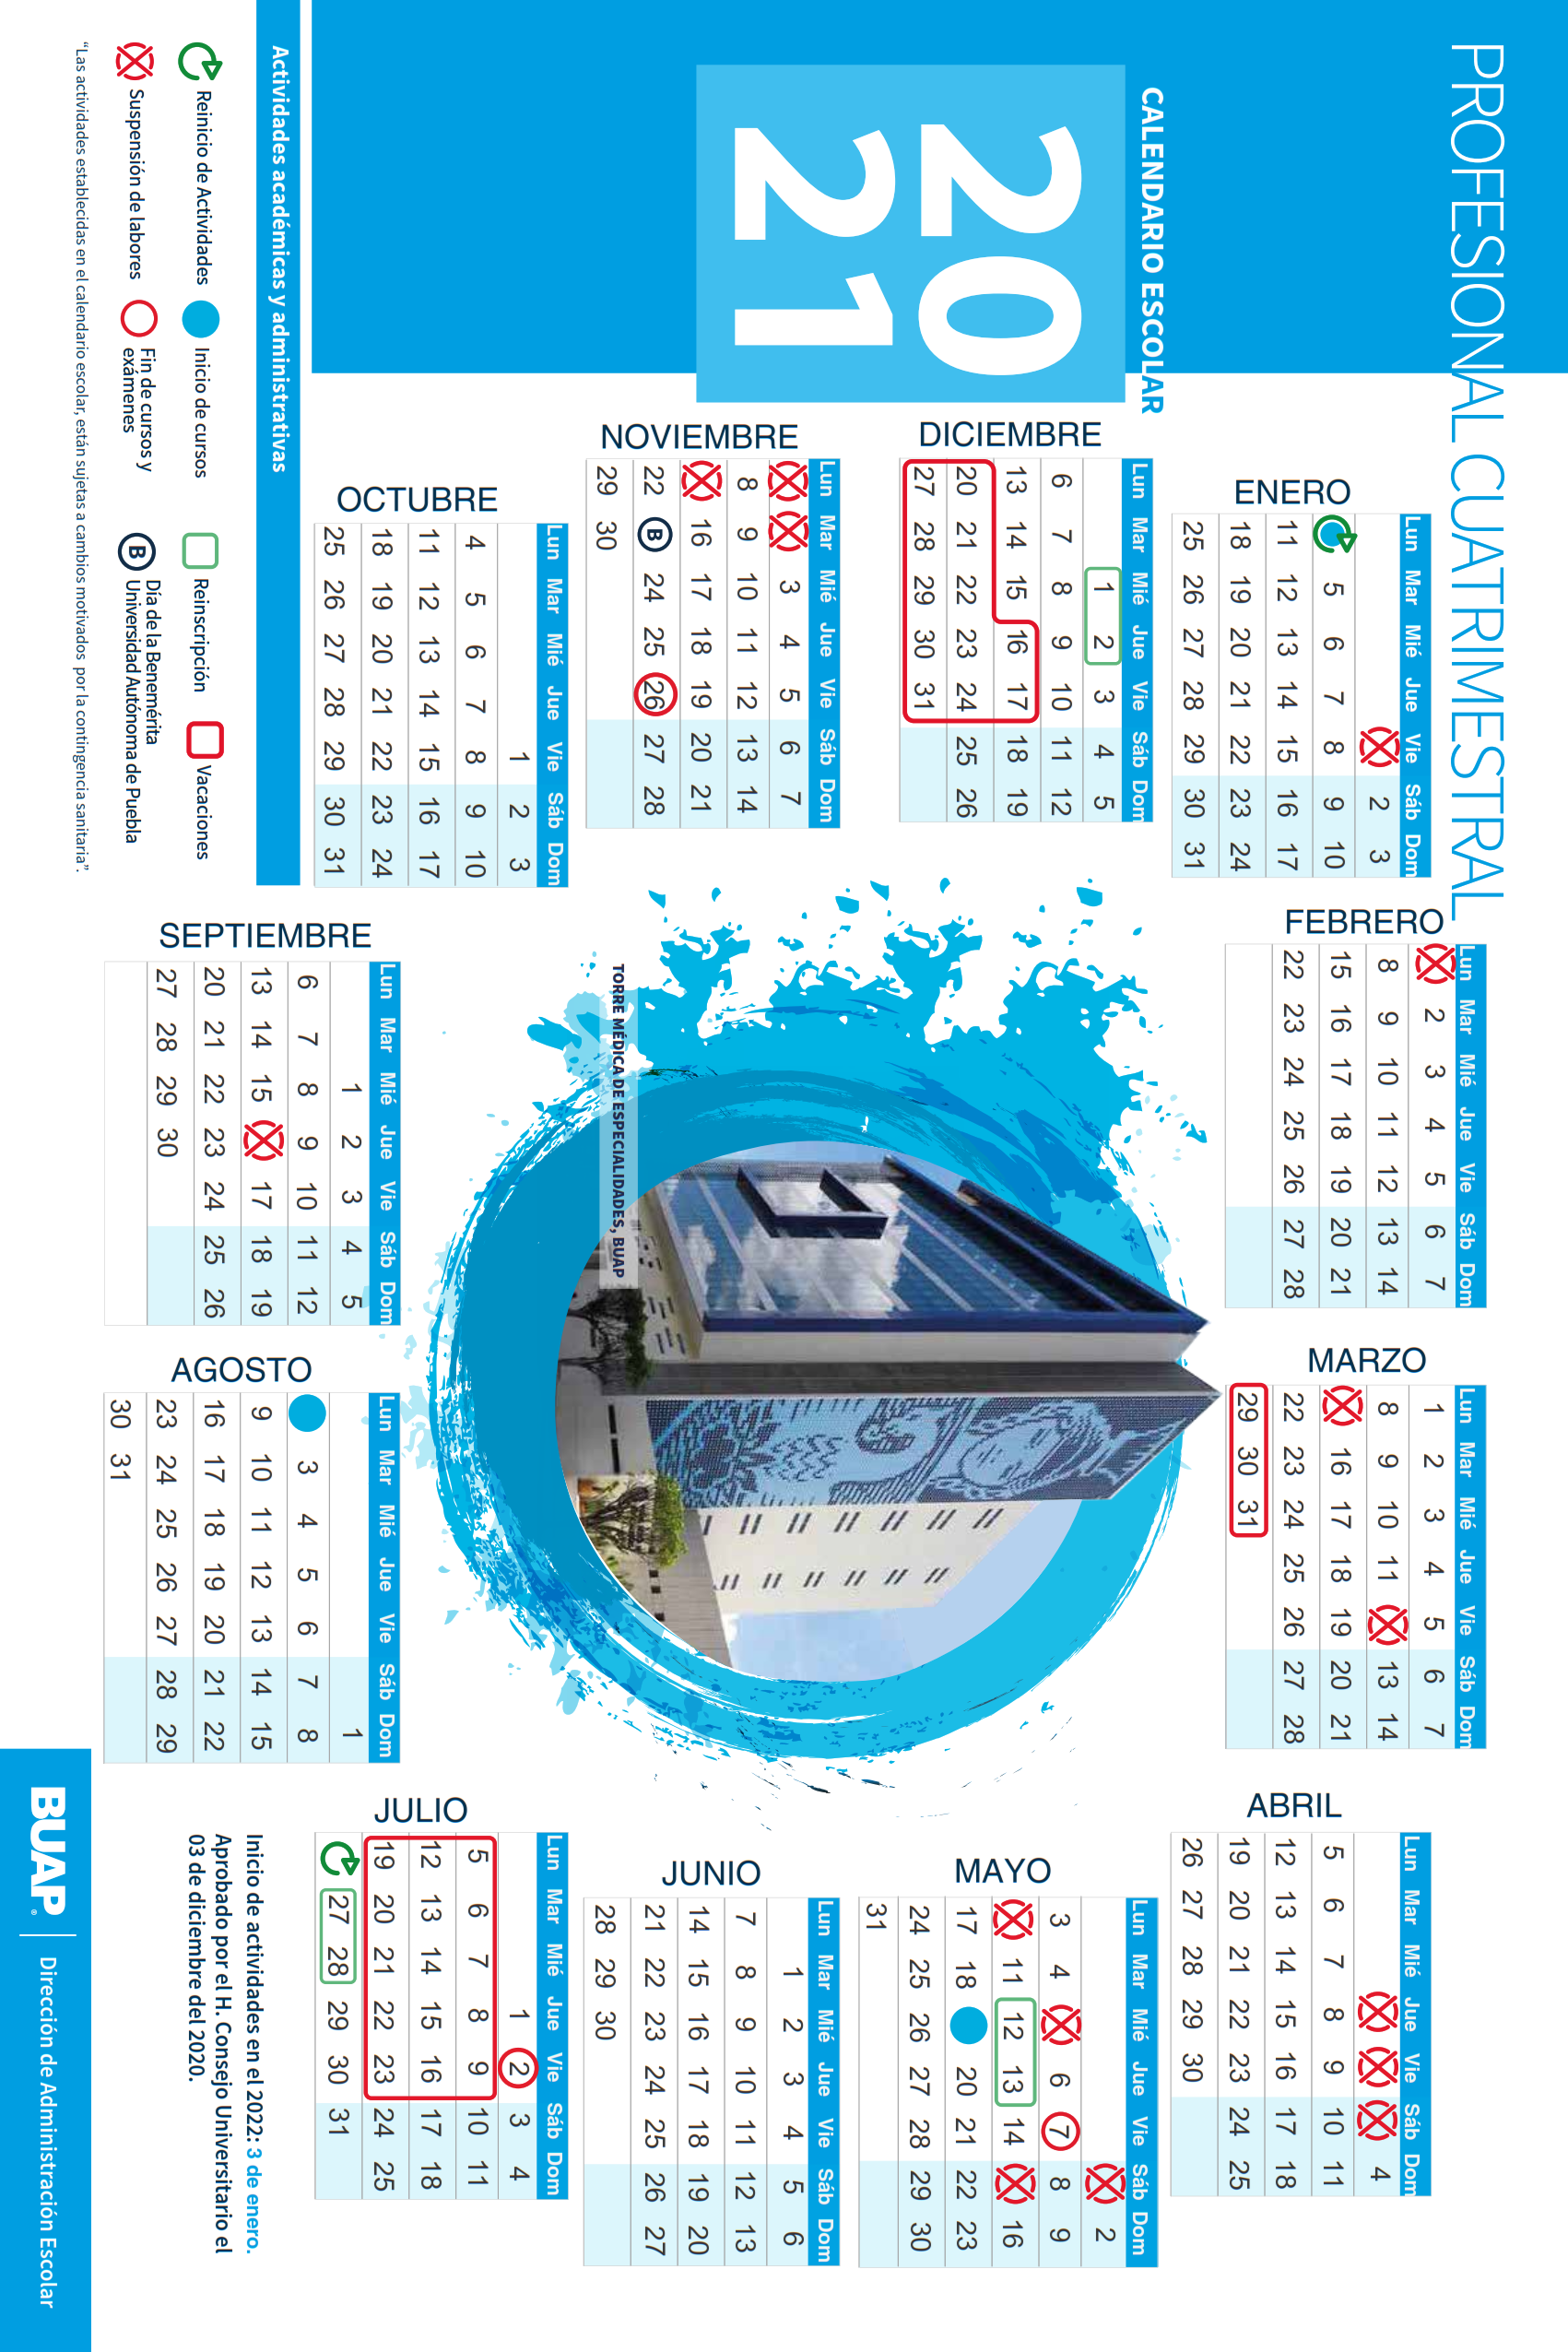 PROFESIONAL CUATRIMESTRAL
CALENDARIO ESCOLAR
20
21
ENERO
Lun Mar Mié Jue Vie Sáb Dom
2 3
5 6 7 8 9 10
11 12 13 14 15 16 17
18 19 20 21 22 23 24
25 26 27 28 29 30 31
FEBRERO
Lun Mar Mié Jue Vie Sáb Dom
2 3 4 5 6 7
8 9 10 11 12 13 14
15 16 17 18 19 20 21
22 23 24 25 26 27 28
MARZO
Lun Mar Mié Jue Vie Sáb Dom
1 2 3 4 5 6 7
8 9 10 11 13 14
16 17 18 19 20 21
22 23 24 25 26 27 28
29 30 31
ABRIL
Lun Mar Mié Jue Vie Sáb Dom
4
5 6 7 8 9 10 11
12 13 14 15 16 17 18
19 20 21 22 23 24 25
26 27 28 29 30
MAYO
Lun Mar Mié Jue Vie Sáb Dom
2
3 4 6 7 8 9
11 12 13 14 16
17 18 20 21 22 23
24 25 26 27 28 29 30
31
JUNIO
Lun Mar Mié Jue Vie Sáb Dom
1 2 3 4 5 6
7 8 9 10 11 12 13
14 15 16 17 18 19 20
21 22 23 24 25 26 27
28 29 30
JULIO
Lun Mar Mié Jue Vie Sáb Dom
1 2 3 4
5 6 7 8 9 10 11
12 13 14 15 16 17 18
19 20 21 22 23 24 25
27 28 29 30 31
AGOSTO
Lun Mar Mié Jue Vie Sáb Dom
1
3 4 5 6 7 8
9 10 11 12 13 14 15
16 17 18 19 20 21 22
23 24 25 26 27 28 29
30 31
SEPTIEMBRE
Lun Mar Mié Jue Vie Sáb Dom
1 2 3 4 5
6 7 8 9 10 11 12
13 14 15 17 18 19
20 21 22 23 24 25 26
27 28 29 30
OCTUBRE
Lun Mar Mié Jue Vie Sáb Dom
1 2 3
4 5 6 7 8 9 10
11 12 13 14 15 16 17
18 19 20 21 22 23 24
25 26 27 28 29 30 31
NOVIEMBRE
Lun Mar Mié Jue Vie Sáb Dom
3 4 5 6 7
8 9 10 11 12 13 14
16 17 18 19 20 21
22 B 24 25 26 27 28
29 30
DICIEMBRE
Lun Mar Mié Jue Vie Sáb Dom
1 2 3 4 5
6 7 8 9 10 11 12
13 14 15 16 17 18 19
20 21 22 23 24 25 26
27 28 29 30 31
TORRE MÉDICA DE ESPECIALIDADES, BUAP
Actividades académicas y administrativas
Reinicio de Actividades
Inicio de cursos
Reinscripción
Vacaciones
Suspensión de labores
Fin de cursos y
exámenes
B
Día de la Benemérita
Universidad Autónoma de Puebla
“Las actividades establecidas en el calendario escolar, están sujetas a cambios motivados por la contingencia sanitaria”.
Inicio de actividades en el 2022: 3 de enero.
Aprobado por el H. Consejo Universitario el
03 de diciembre del 2020.
BUAP®
Dirección de Administración Escolar